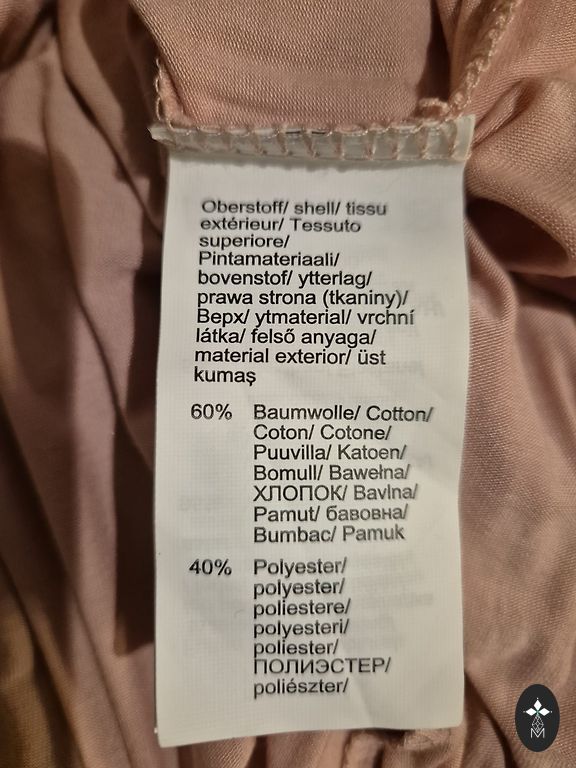 Oberstoff/ shell/ tissu
extérieur/ Tessuto
superiore/
Pintamateriaali/
bovenstof/ ytterlag/
prawa strona (tkaniny)/
Верх/ ytmaterial/ vrchní
látka/ felső anyaga/
material exterior/ üst
kumaş
60% Baumwolle/ Cotton/
Coton/ Cotone/
Puuvilla/ Katoen/
Bomull/ Bawełna/
ХЛОПОК/ Bavlna/
Pamut/ бавовна/
Bumbac/ Pamuk
40% Polyester/
polyester/
poliestere/
polyesteri/
poliester/
ПОЛИЭСТЕР/
poliészter/
M